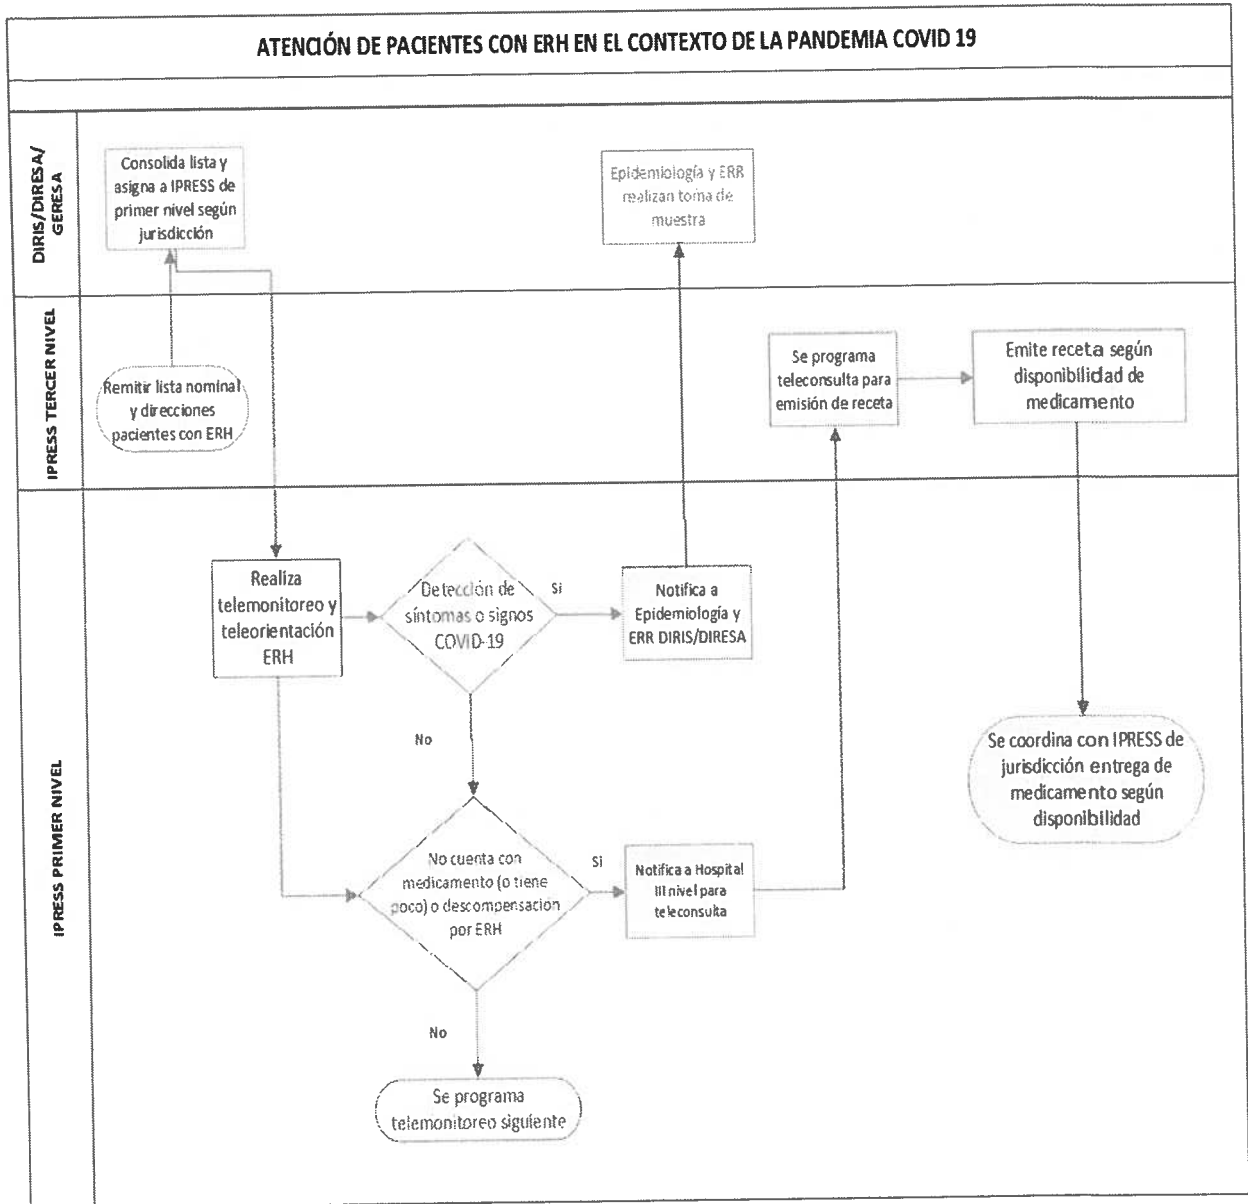 ATENCIÓN DE PACIENTES CON ERH EN EL CONTEXTO DE LA PANDEMIA COVID 19
DIRIS/DIRESA/
GERESA
Consolida lista y
asigna a IPRESS de
primer nivel según
jurisdicción
Epidemiología y ERR
realizan toma de
muestra
IPRESS TERCER NIVEL
Remitir lista nominal
y direcciones
pacientes con ERH
Se programa
teleconsulta para
emisión de receta
Emite receta según
disponibilidad de
medicamento
IPRESS PRIMER NIVEL
Realiza
telemonitoreo y
teleorientación
ERH
Detección de
síntomas o signos
COVID-19
Si
Notifica a
Epidemiología y
ERR DIRIS/DIRESA
No
No cuenta con
medicamento (o tiene
poco) o descompensación
por ERH
Si
Notifica a Hospital
III nivel para
teleconsulta
Se coordina con IPRESS de
jurisdicción entrega de
medicamento según
disponibilidad
No
Se programa
telemonitoreo siguiente